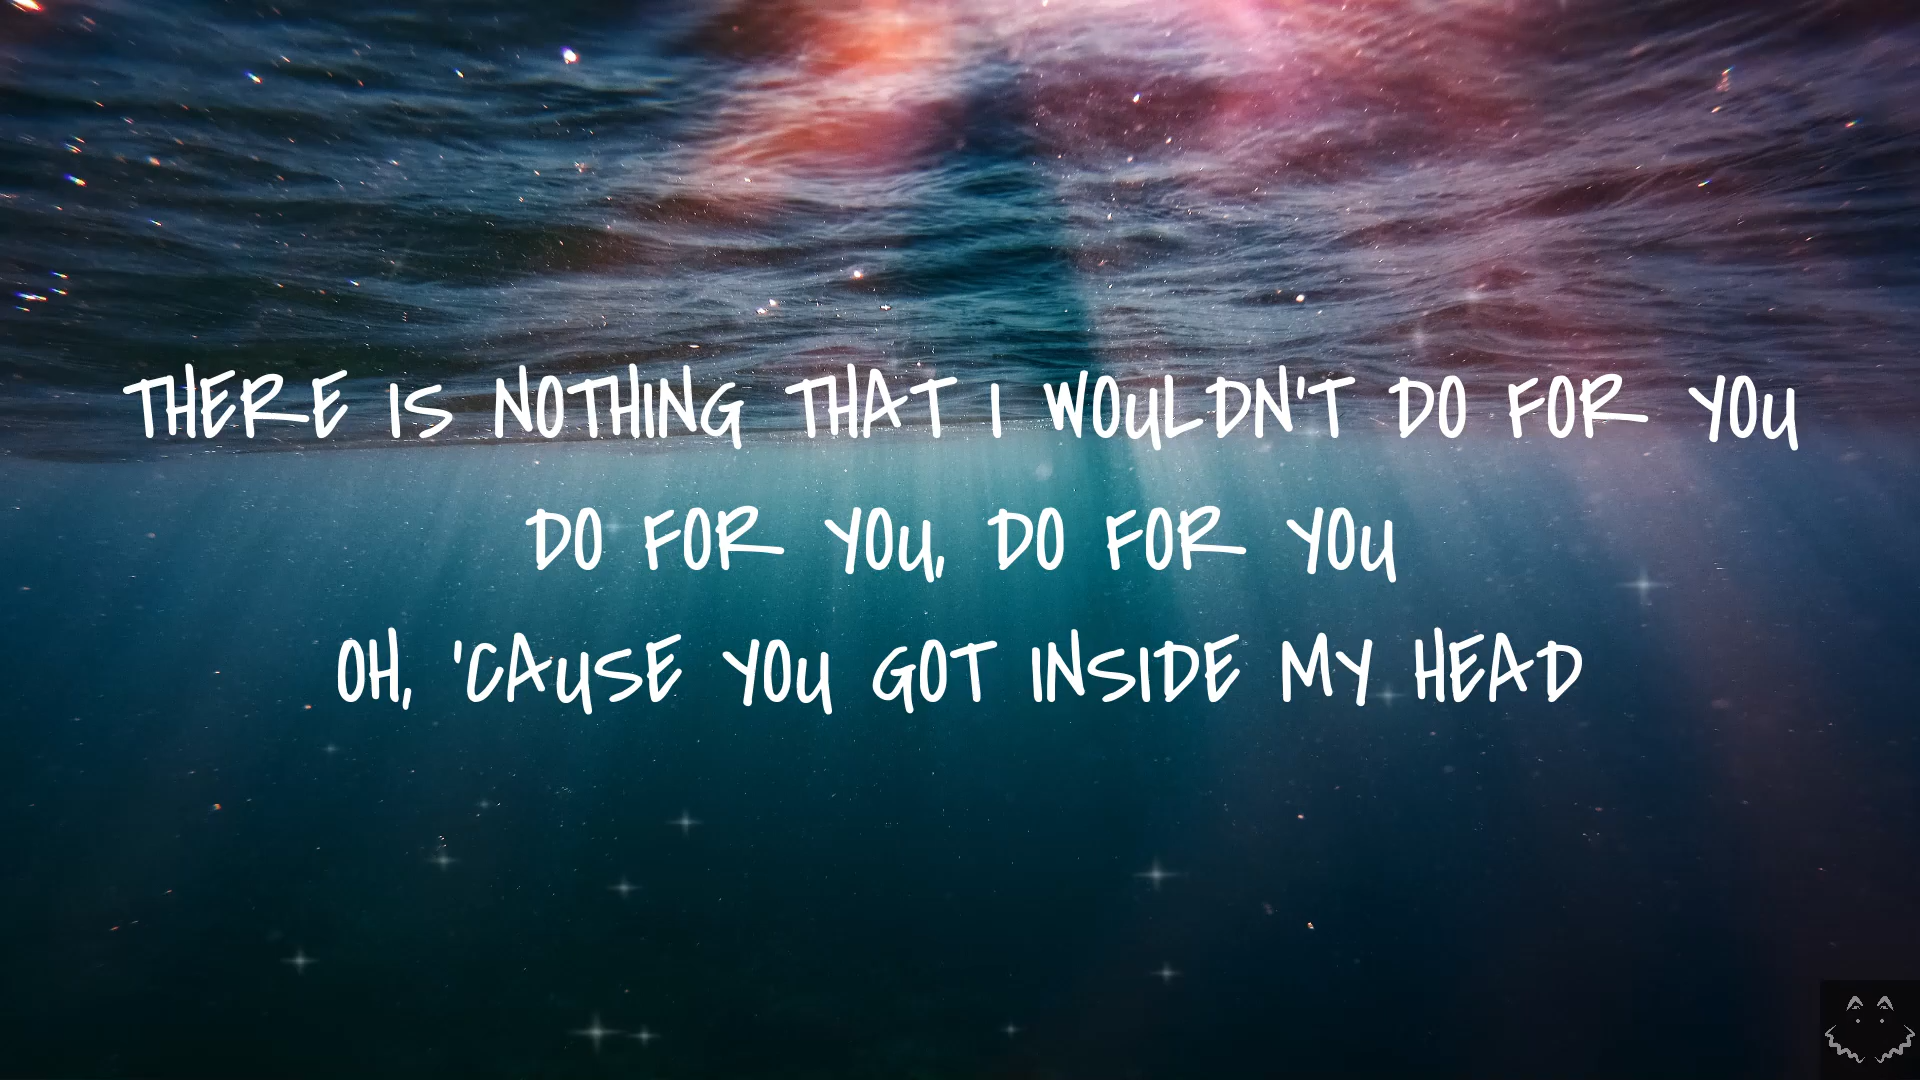 THERE IS NOTHING THAT I WOULDN'T DO FOR YOU
DO FOR YOU, DO FOR YOU
OH, 'CAUSE YOU GOT INSIDE MY HEAD